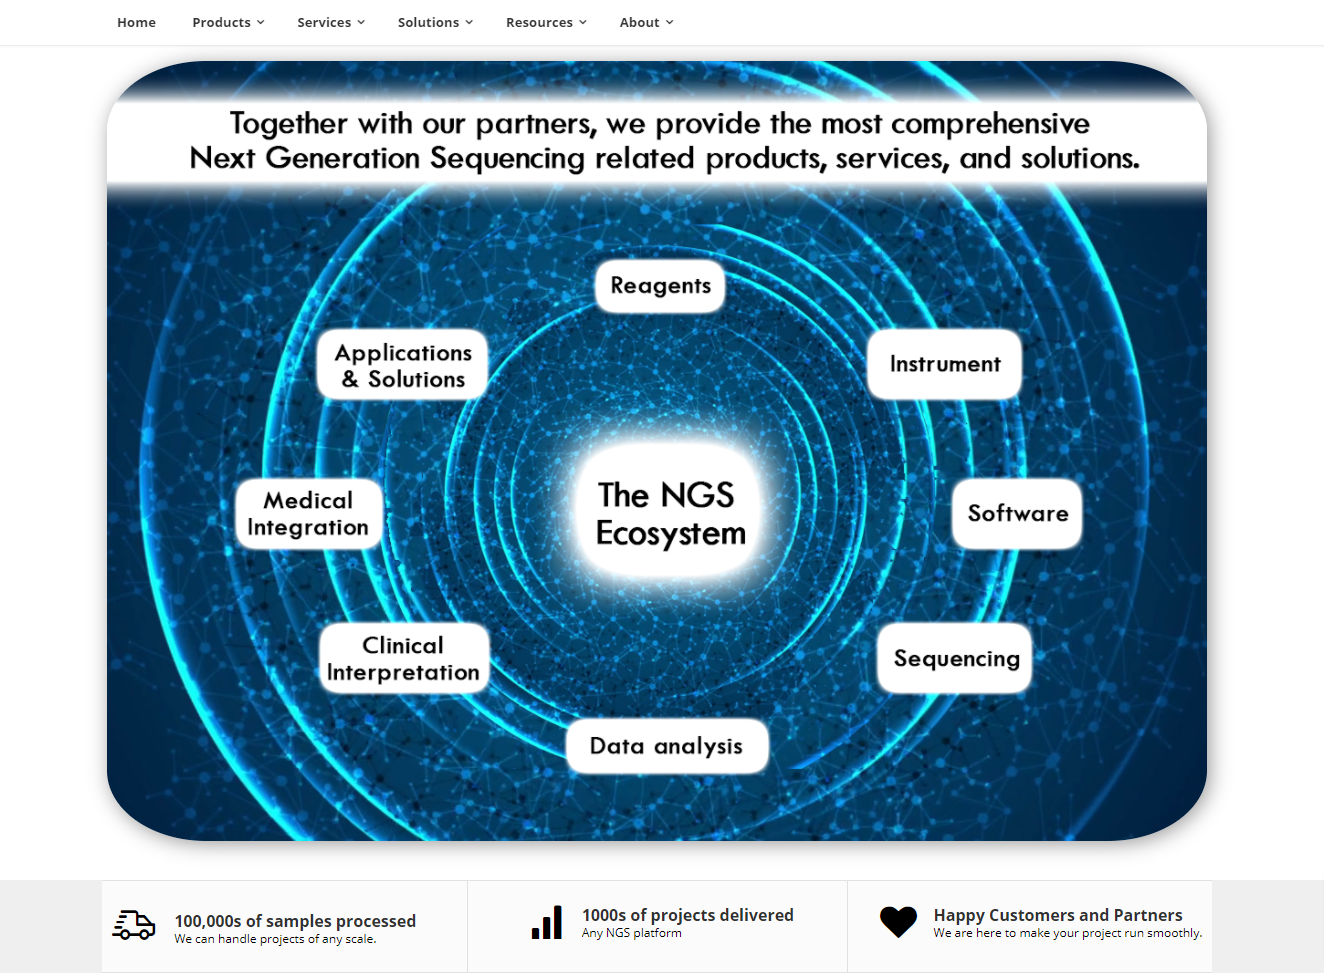 Home Products Services Solutions Resources About
Together with our partners, we provide the most comprehensive
Next Generation Sequencing related products, services, and solutions.
Reagents
Applications
& Solutions
Instrument
Medical
Integration
The NGS
Ecosystem
Software
Clinical
Interpretation
Sequencing
Data analysis
100,000s of samples processed
We can handle projects of any scale.
1000s of projects delivered
Any NGS platform
Happy Customers and Partners
We are here to make your project run smoothly.